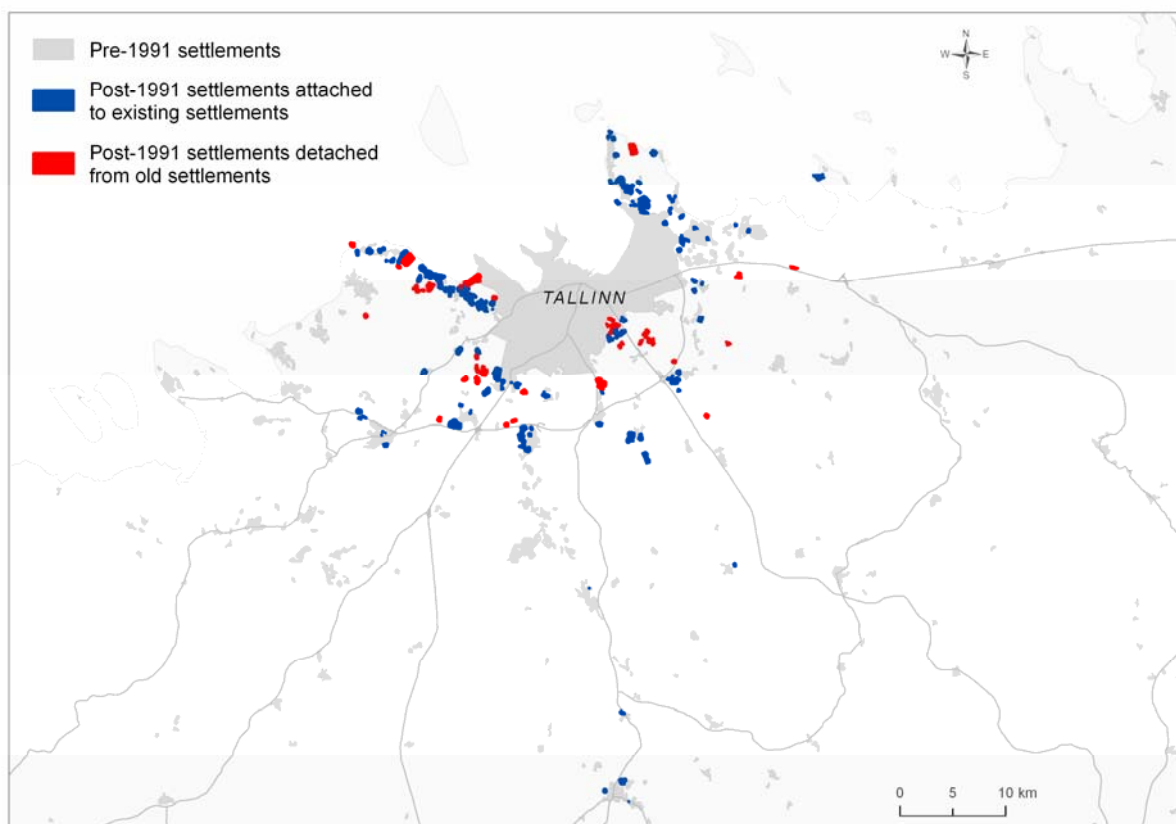 Pre-1991 settlements
Post-1991 settlements attached
to existing settlements
Post-1991 settlements detached
from old settlements
N
W E
S
TALLINN
0 5 10 km